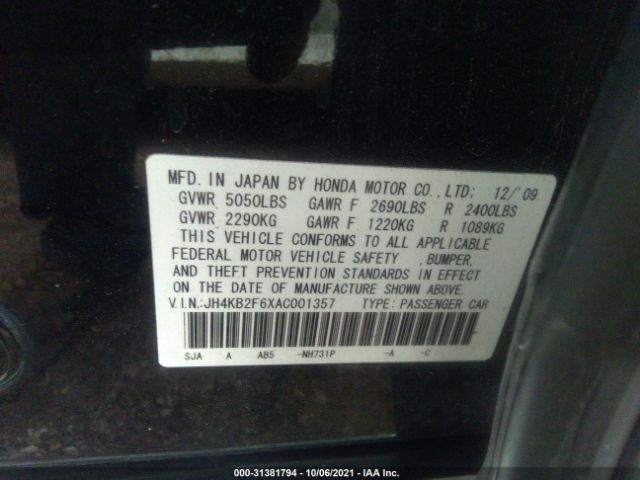 MFD. IN JAPAN BY HONDA MOTOR CO., LTD: 12/'09
GVWR 5050LBS GAWR F 2690LBS R 2400LBS
GVWR 2290KG GAWR F 1220KG R 1089KG
THIS VEHICLE CONFORMS TO ALL APPLICABLE
FEDERAL MOTOR VEHICLE SAFETY , BUMPER,
AND THEFT PREVENTION STANDARDS IN EFFECT
ON THE DATE OF MANUFACTURE SHOWN ABOVE.
V.I.N.:JH4KB2F6XAC001357 TYPE: PASSENGER CAR
SJA A AB5 -NH731P -A -C
000-31381794 - 10/06/2021 - IAA Inc.